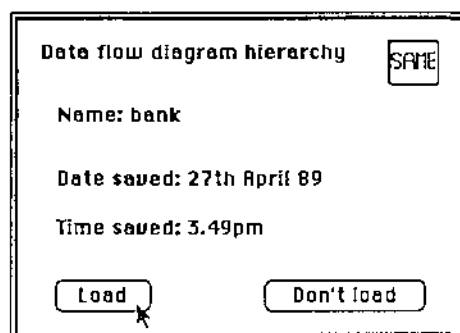 Data flow diagram hierarchy
SAME
Name: bank
Date saved: 27th April 89
Time saved: 3.49pm
Load
Don't load